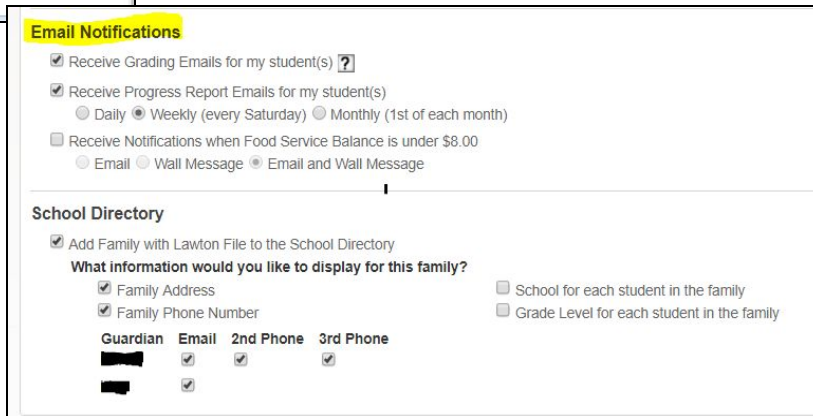 Email Notifications
Receive Grading Emails for my student(s) ?
Receive Progress Report Emails for my student(s)
Daily Weekly (every Saturday) Monthly (1st of each month)
Receive Notifications when Food Service Balance is under $8.00
Email Wall Message Email and Wall Message
School Directory
Add Family with Lawton File to the School Directory
What information would you like to display for this family?
Family Address School for each student in the family
Family Phone Number Grade Level for each student in the family
Guardian Email 2nd Phone 3rd Phone